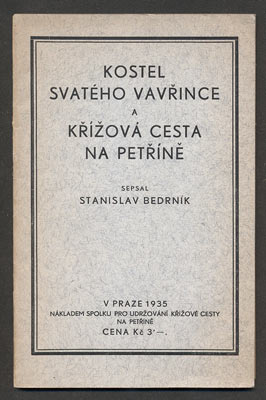 KOSTEL
SVATÉHO VAVŘINCE
A
KŘÍŽOVÁ CESTA
NA PETŘÍNĚ
SEPSAL
STANISLAV BEDRNÍK
V PRAZE 1935
NÁKLADEM SPOLKU PRO UDRŽOVÁNÍ KŘÍŽOVÉ CESTY
NA PETŘÍNĚ
CENA Kč 3'—.